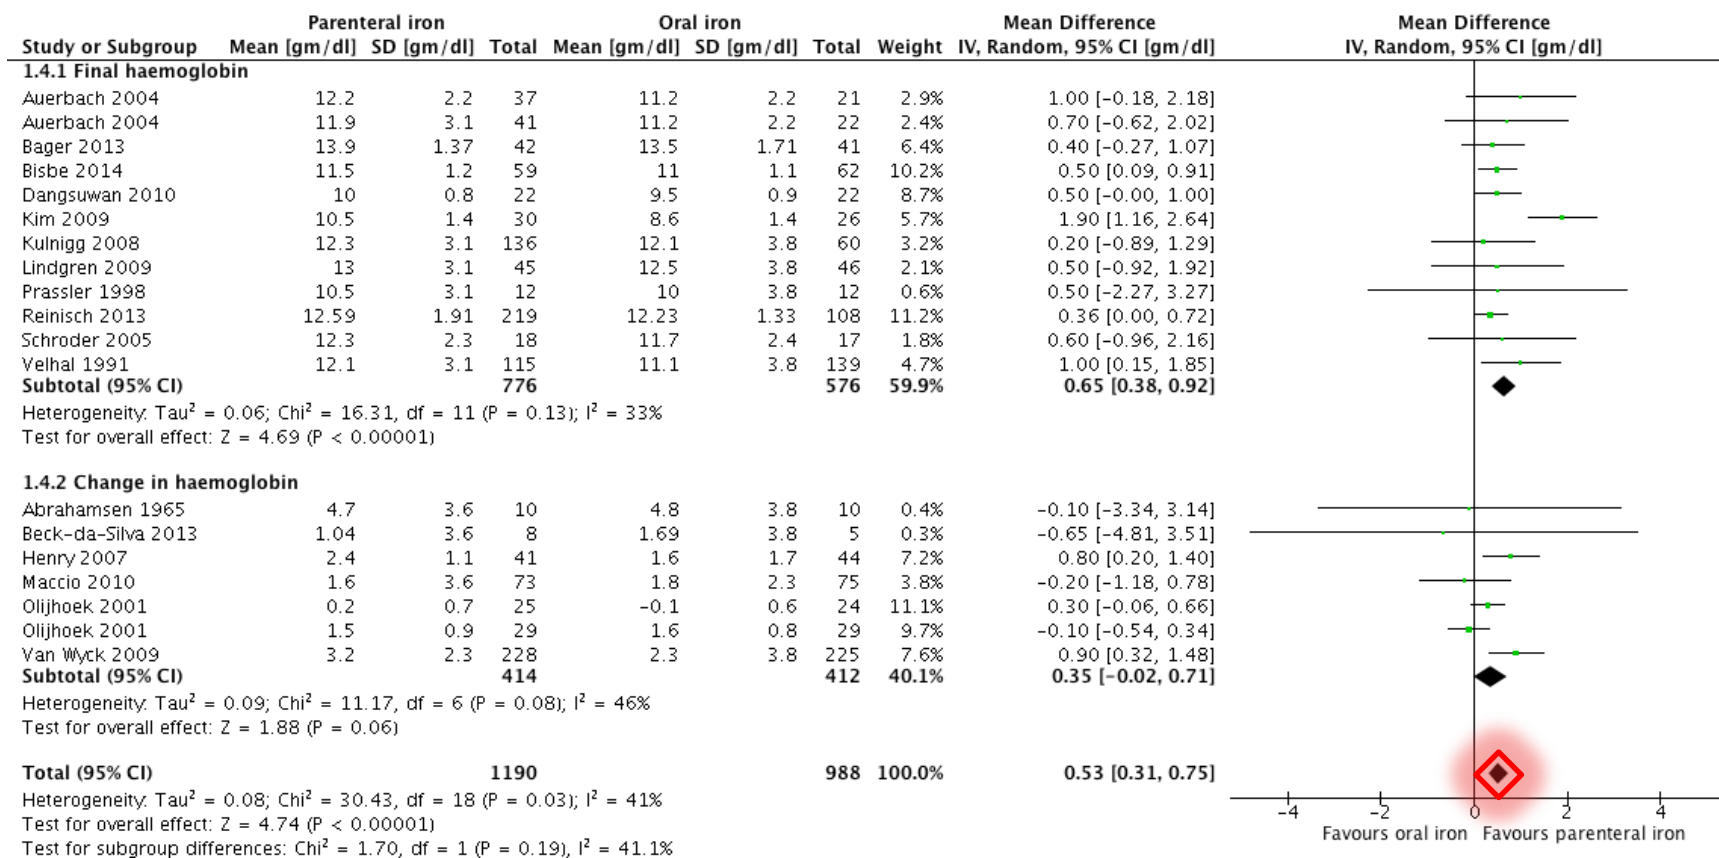 Parenteral iron Oral iron Mean Difference Mean Difference
Study or Subgroup Mean [gm/dl] SD [gm/dl] Total Mean [gm/dl] SD [gm/dl] Total Weight IV, Random, 95% CI [gm/dl] IV, Random, 95% CI [gm/dl]
1.4.1 Final haemoglobin
Auerbach 2004 12.2 2.2 37 11.2 2.2 21 2.9% 1.00 [-0.18, 2.18]
Auerbach 2004 11.9 3.1 41 11.2 2.2 22 2.4% 0.70 [-0.62, 2.02]
Bager 2013 13.9 1.37 42 13.5 1.71 41 6.4% 0.40 [-0.27, 1.07]
Bisbe 2014 11.5 1.2 59 11 1.1 62 10.2% 0.50 [0.09, 0.91]
Dangsuwan 2010 10 0.8 22 9.5 0.9 22 8.7% 0.50 [-0.00, 1.00]
Kim 2009 10.5 1.4 30 8.6 1.4 26 5.7% 1.90 [1.16, 2.64]
Kulnigg 2008 12.3 3.1 136 12.1 3.8 60 3.2% 0.20 [-0.89, 1.29]
Lindgren 2009 13 3.1 45 12.5 3.8 46 2.1% 0.50 [-0.92, 1.92]
Prassler 1998 10.5 3.1 12 10 3.8 12 0.6% 0.50 [-2.27, 3.27]
Reinisch 2013 12.59 1.91 219 12.23 1.33 108 11.2% 0.36 [0.00, 0.72]
Schroder 2005 12.3 2.3 18 11.7 2.4 17 1.8% 0.60 [-0.96, 2.16]
Velhal 1991 12.1 3.1 115 11.1 3.8 139 4.7% 1.00 [0.15, 1.85]
Subtotal (95% CI) 776 576 59.9% 0.65 [0.38, 0.92]
Heterogeneity: Tau² = 0.06; Chi² = 16.31, df = 11 (P = 0.13); I² = 33%
Test for overall effect: Z = 4.69 (P < 0.00001)
1.4.2 Change in haemoglobin
Abrahamsen 1965 4.7 3.6 10 4.8 3.8 10 0.4% -0.10 [-3.34, 3.14]
Beck-da-Silva 2013 1.04 3.6 8 1.69 3.8 5 0.3% -0.65 [-4.81, 3.51]
Henry 2007 2.4 1.1 41 1.6 1.7 44 7.2% 0.80 [0.20, 1.40]
Maccio 2010 1.6 3.6 73 1.8 2.3 75 3.8% -0.20 [-1.18, 0.78]
Olijhoek 2001 0.2 0.7 25 -0.1 0.6 24 11.1% 0.30 [-0.06, 0.66]
Olijhoek 2001 1.5 0.9 29 1.6 0.8 29 9.7% -0.10 [-0.54, 0.34]
Van Wyck 2009 3.2 2.3 228 2.3 3.8 225 7.6% 0.90 [0.32, 1.48]
Subtotal (95% CI) 414 412 40.1% 0.35 [-0.02, 0.71]
Heterogeneity: Tau² = 0.09; Chi² = 11.17, df = 6 (P = 0.08); I² = 46%
Test for overall effect: Z = 1.88 (P = 0.06)
Total (95% CI) 1190 988 100.0% 0.53 [0.31, 0.75]
Heterogeneity: Tau² = 0.08; Chi² = 30.43, df = 18 (P = 0.03); I² = 41%
-4 -2 0 2 4
Test for overall effect: Z = 4.74 (P < 0.00001)
Favours oral iron Favours parenteral iron
Test for subgroup differences: Chi² = 1.70, df = 1 (P = 0.19), I² = 41.1%